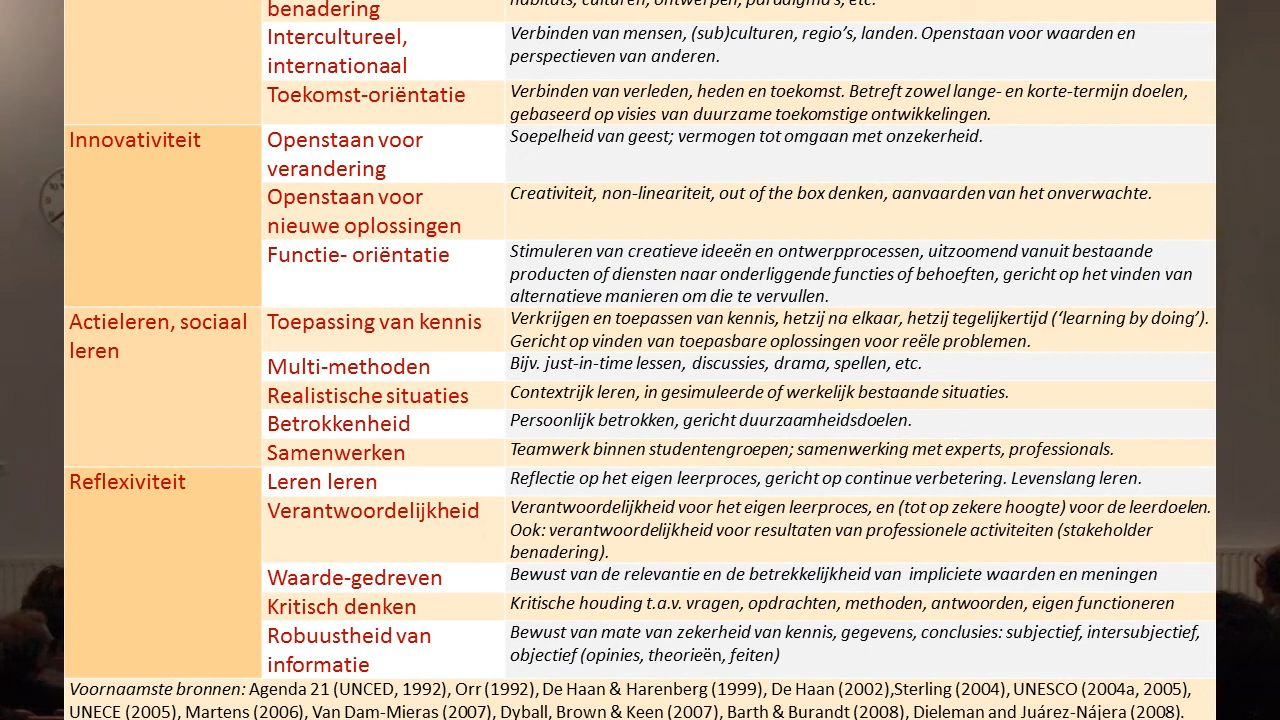 benadering
habitats, culturen, ontwerpen, paradigma's, etc.
Intercultureel,
internationaal
Verbinden van mensen, (sub)culturen, regio's, landen. Openstaan voor waarden en
perspectieven van anderen.
Toekomst-oriëntatie
Verbinden van verleden, heden en toekomst. Betreft zowel lange- en korte-termijn doelen,
gebaseerd op visies van duurzame toekomstige ontwikkelingen.
Innovativiteit
Openstaan voor
verandering
Soepelheid van geest; vermogen tot omgaan met onzekerheid.
Openstaan voor
nieuwe oplossingen
Creativiteit, non-lineariteit, out of the box denken, aanvaarden van het onverwachte.
Functie- oriëntatie
Stimuleren van creatieve ideeën en ontwerpprocessen, uitzoomend vanuit bestaande
producten of diensten naar onderliggende functies of behoeften, gericht op het vinden van
alternatieve manieren om die te vervullen.
Actieleren, sociaal
leren
Toepassing van kennis
Verkrijgen en toepassen van kennis, hetzij na elkaar, hetzij tegelijkertijd ('learning by doing').
Gericht op vinden van toepasbare oplossingen voor reële problemen.
Multi-methoden
Bijv. just-in-time lessen, discussies, drama, spellen, etc.
Realistische situaties
Contextrijk leren, in gesimuleerde of werkelijk bestaande situaties.
Betrokkenheid
Persoonlijk betrokken, gericht duurzaamheidsdoelen.
Samenwerken
Teamwerk binnen studentengroepen; samenwerking met experts, professionals.
Reflexiviteit
Leren leren
Reflectie op het eigen leerproces, gericht op continue verbetering. Levenslang leren.
Verantwoordelijkheid
Verantwoordelijkheid voor het eigen leerproces, en (tot op zekere hoogte) voor de leerdoelen.
Ook: verantwoordelijkheid voor resultaten van professionele activiteiten (stakeholder
benadering).
Waarde-gedreven
Bewust van de relevantie en de betrekkelijkheid van impliciete waarden en meningen
Kritisch denken
Kritische houding t.a.v. vragen, opdrachten, methoden, antwoorden, eigen functioneren
Robuustheid van
informatie
Bewust van mate van zekerheid van kennis, gegevens, conclusies: subjectief, intersubjectief,
objectief (opinies, theorieën, feiten)
Voornaamste bronnen: Agenda 21 (UNCED, 1992), Orr (1992), De Haan & Harenberg (1999), De Haan (2002),Sterling (2004), UNESCO (2004a, 2005),
UNECE (2005), Martens (2006), Van Dam-Mieras (2007), Dyball, Brown & Keen (2007), Barth & Burandt (2008), Dieleman and Juárez-Nájera (2008).